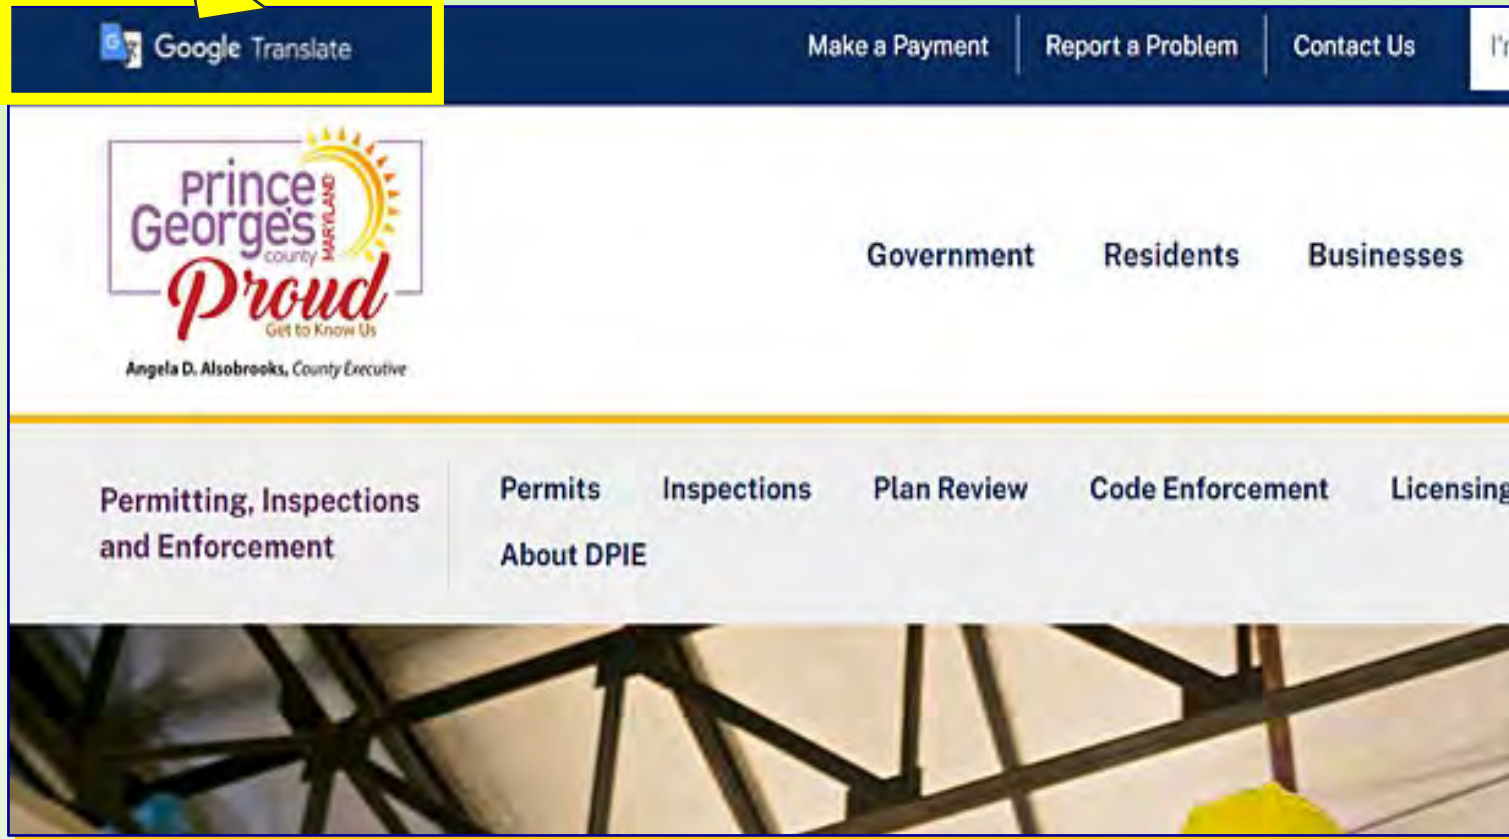 Google Translate
Make a Payment
Report a Problem
Contact Us
Prince
George's
county
MARYLAND
Proud
Get to Know Us
Angela D. Alsobrooks, County Executive
Government
Residents
Businesses
Permitting, Inspections
and Enforcement
Permits
Inspections
Plan Review
Code Enforcement
Licensing
About DPIE